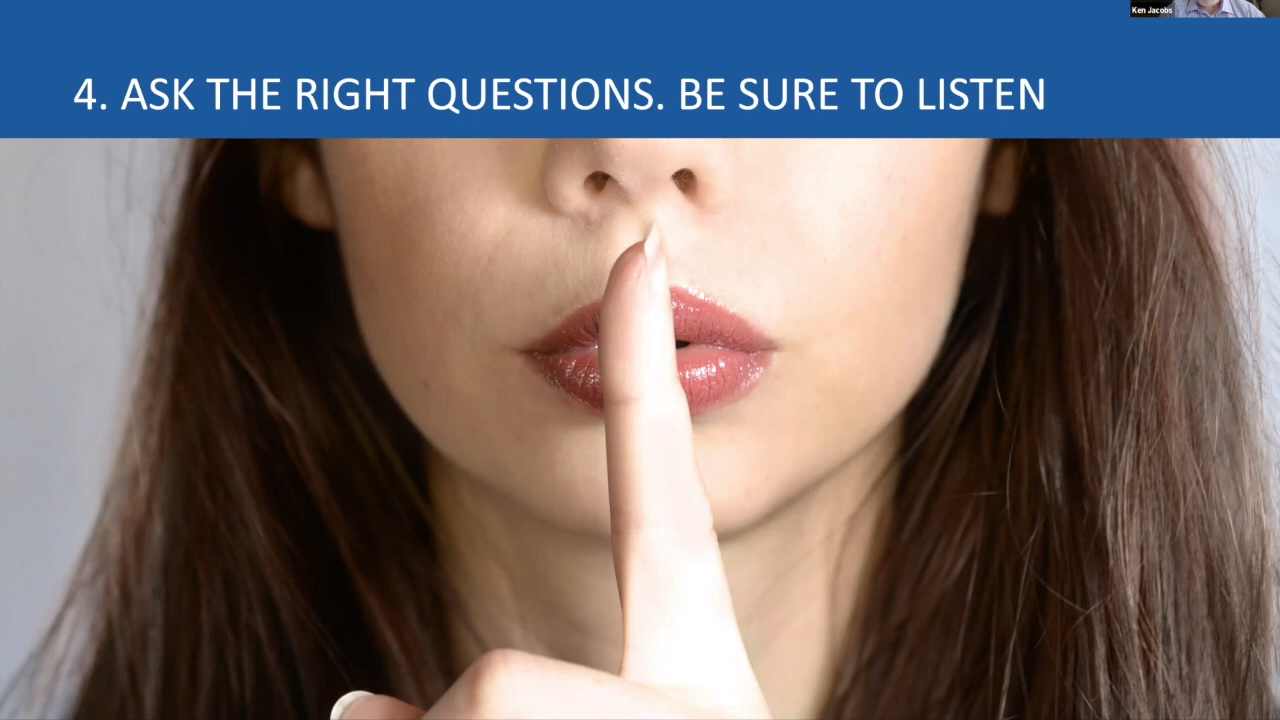 Ken Jacobs
4. ASK THE RIGHT QUESTIONS. BE SURE TO LISTEN